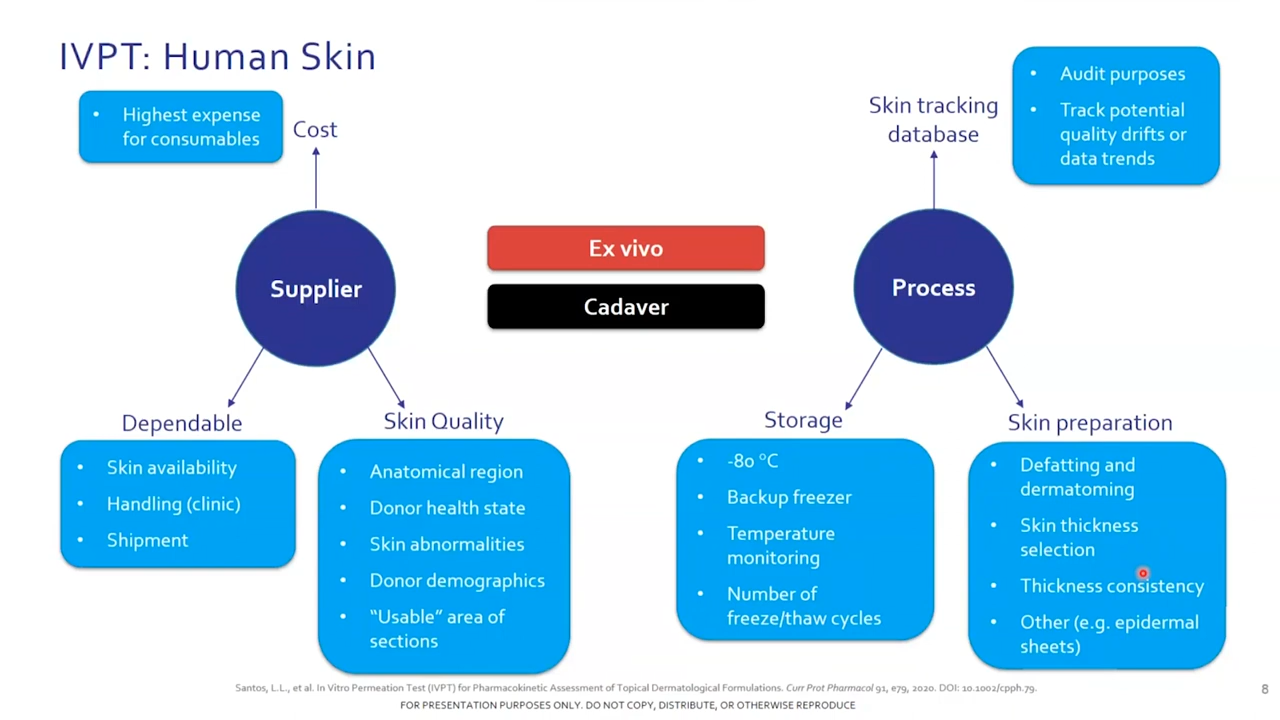 IVPT: Human Skin
• Highest expense
for consumables
Cost
Supplier
Dependable
• Skin availability
• Handling (clinic)
• Shipment
Skin Quality
• Anatomical region
• Donor health state
• Skin abnormalities
• Donor demographics
• “Usable” area of
sections
Ex vivo
Cadaver
Skin tracking
database
• Audit purposes
• Track potential
quality drifts or
data trends
Process
Storage
• -80 °C
• Backup freezer
• Temperature
monitoring
• Number of
freeze/thaw cycles
Skin preparation
• Defatting and
dermatoming
• Skin thickness
selection
• Thickness consistency
• Other (e.g. epidermal
sheets)
Santos, L.L., et al. In Vitro Permeation Test (IVPT) for Pharmacokinetic Assessment of Topical Dermatological Formulations. Curr Prot Pharmacol 91, e79, 2020. DOI: 10.1002/cpph.79.
FOR PRESENTATION PURPOSES ONLY. DO NOT COPY, DISTRIBUTE, OR OTHERWISE REPRODUCE
8